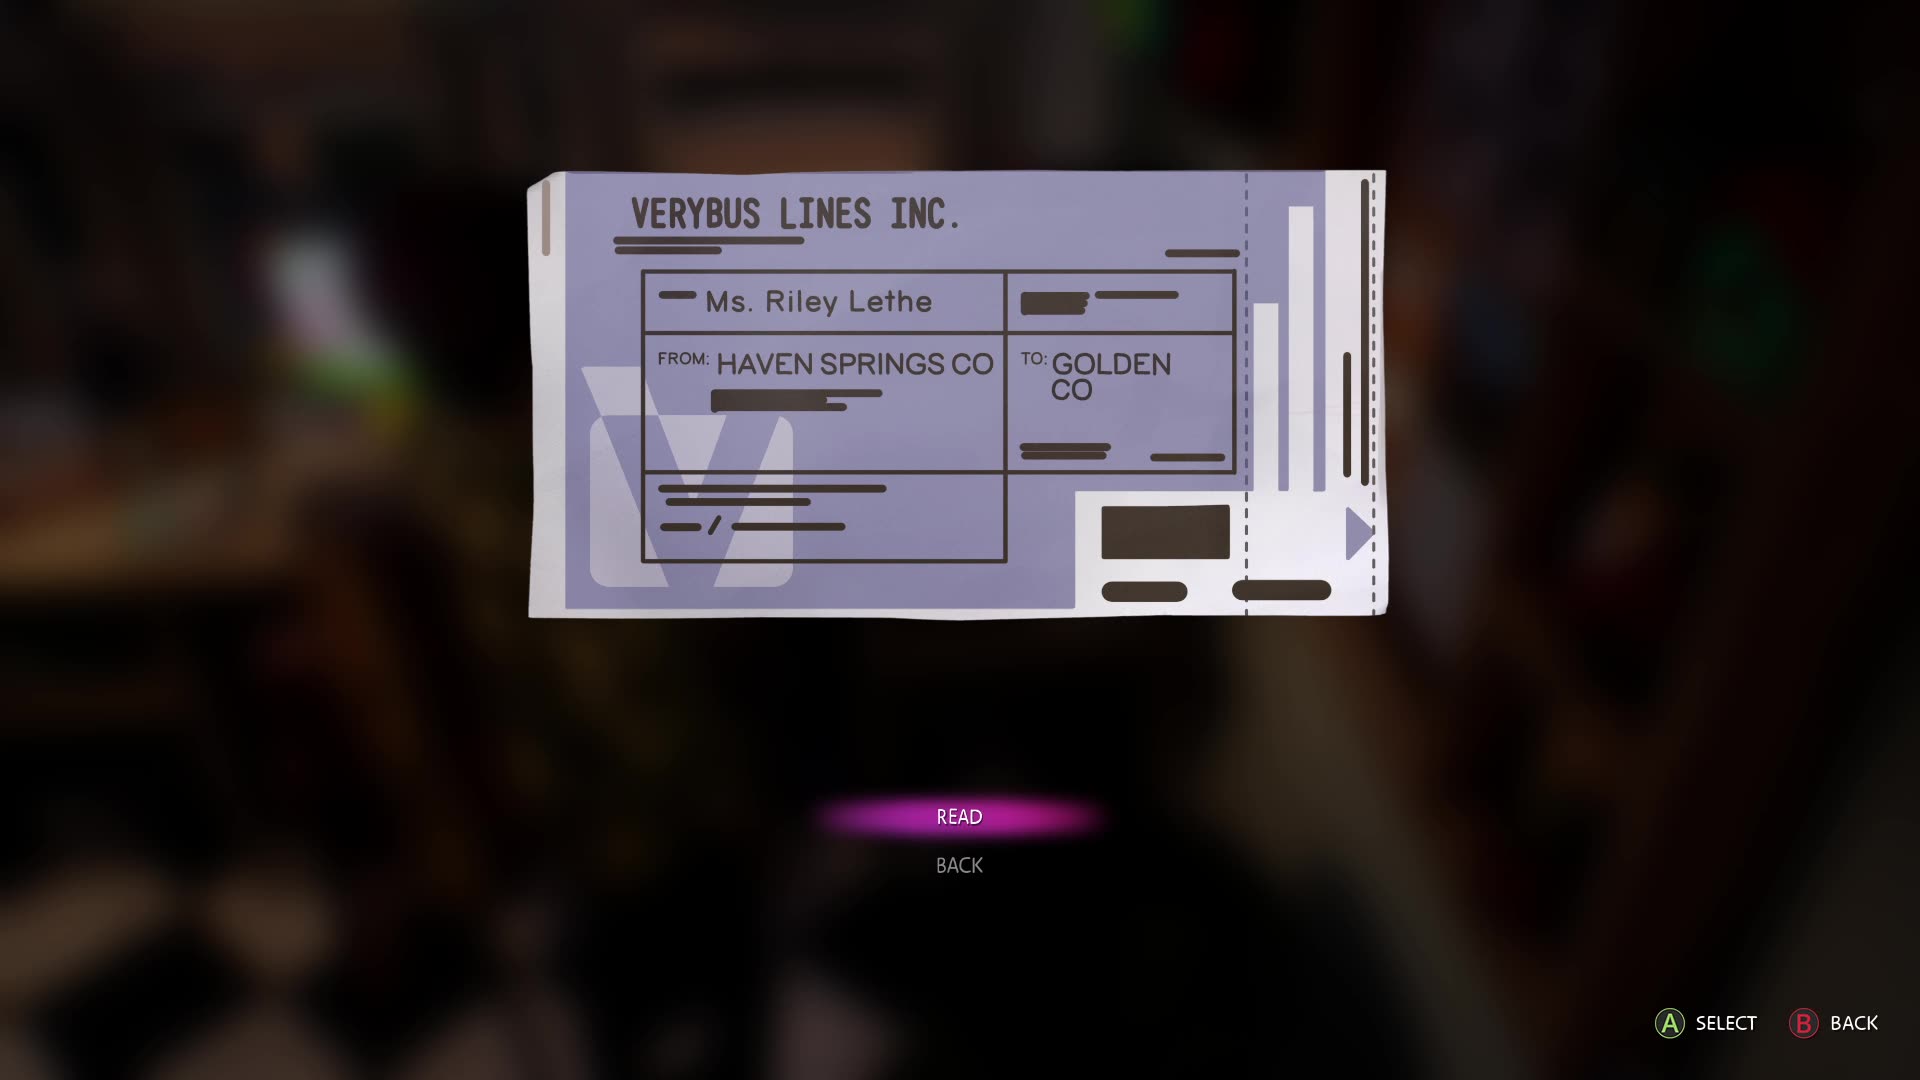 VERYBUS LINES INC.
Ms. Riley Lethe
FROM: HAVEN SPRINGS CO
TO: GOLDEN
CO
READ
BACK
A SELECT B BACK